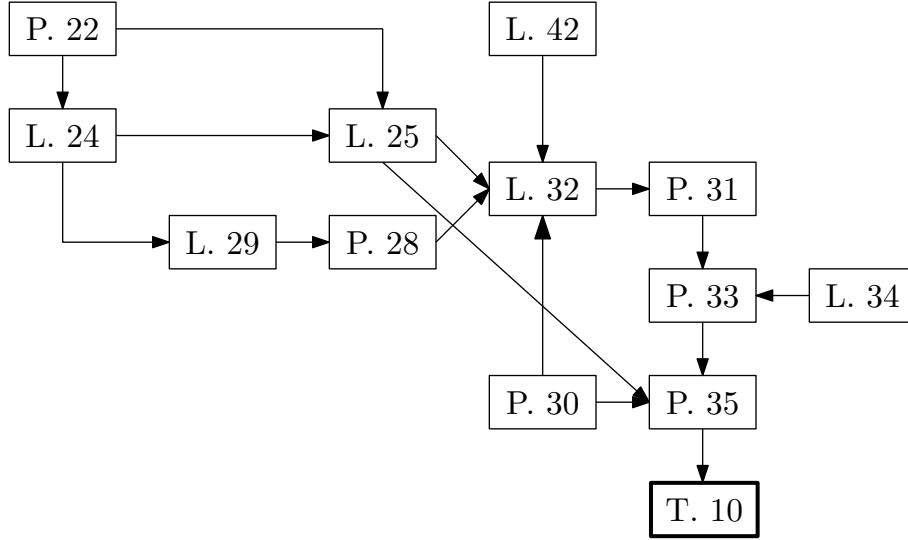 P. 22
L. 42
L. 24
L. 25
L. 32
P. 31
L. 29
P. 28
P. 33
L. 34
P. 30
P. 35
T. 10